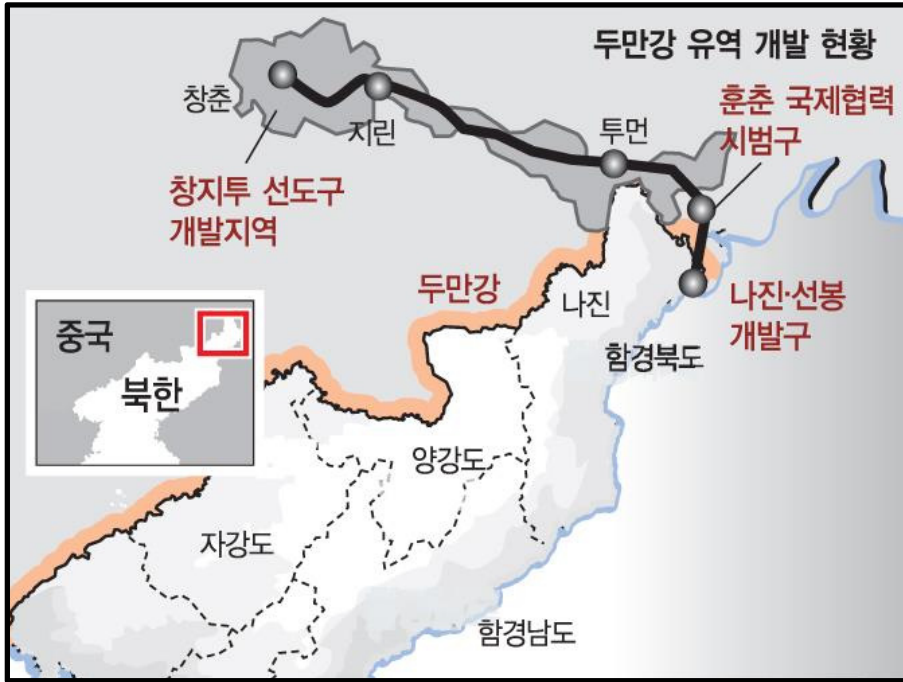 두만강 유역 개발 현황
창춘
지린
투먼
훈춘 국제협력
시범구
창지투 선도구
개발지역
두만강
나진
나진·선봉
개발구
함경북도
중국
북한
양강도
자강도
함경남도